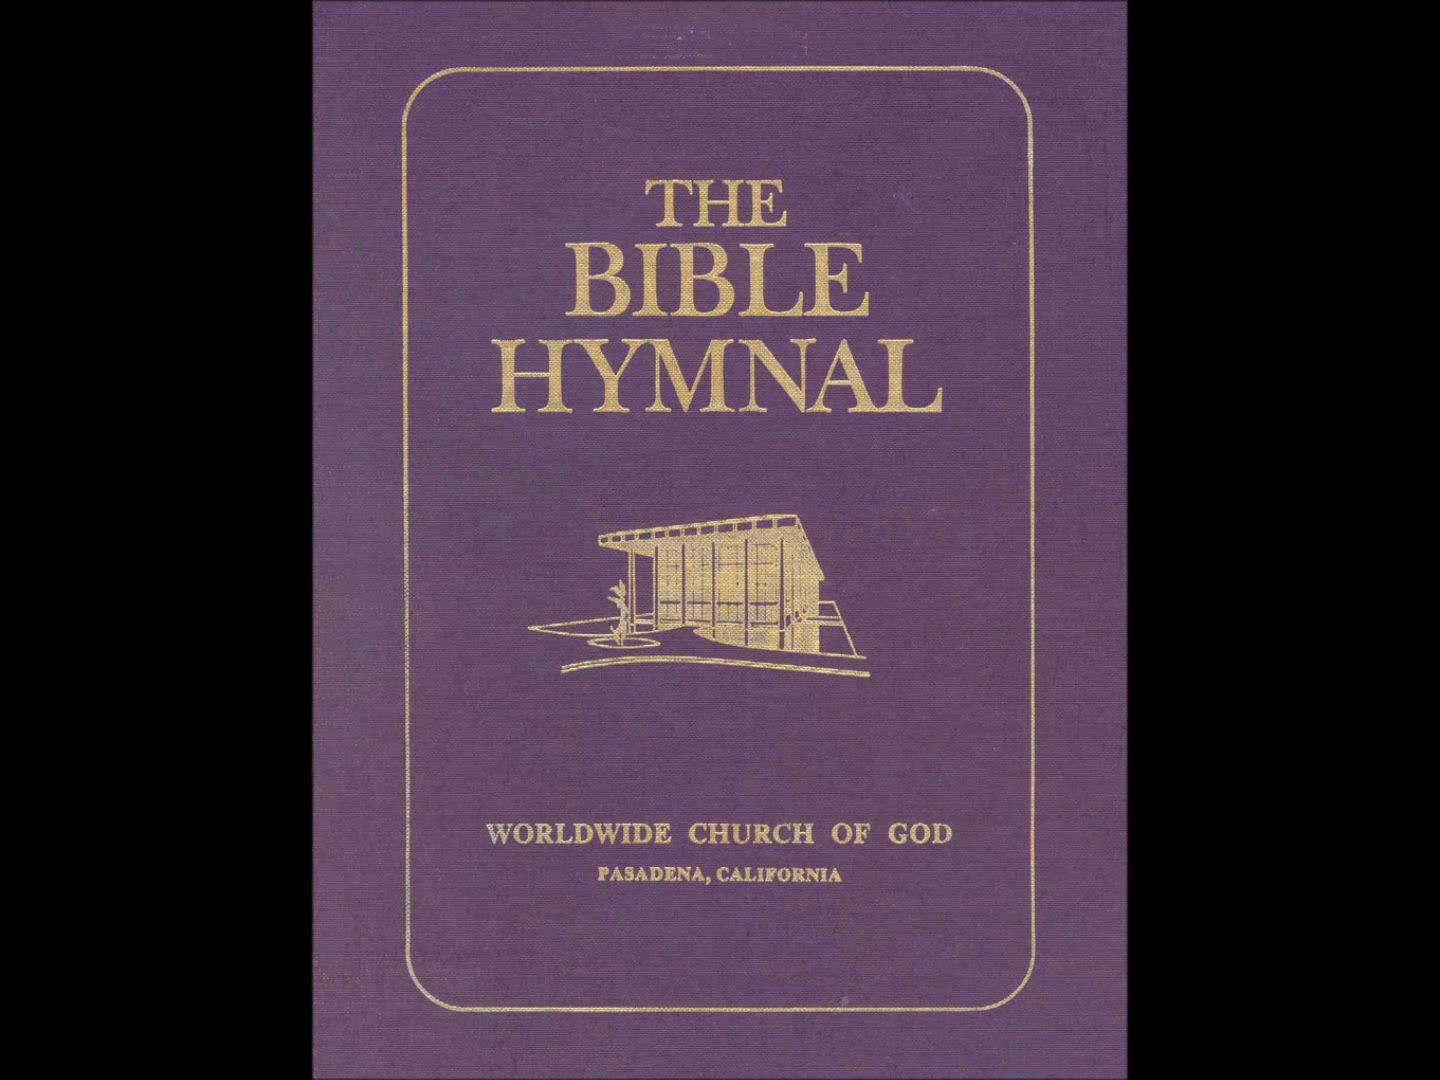 THE
BIBLE
HYMNAL
WORLDWIDE CHURCH OF GOD
PASADENA, CALIFORNIA